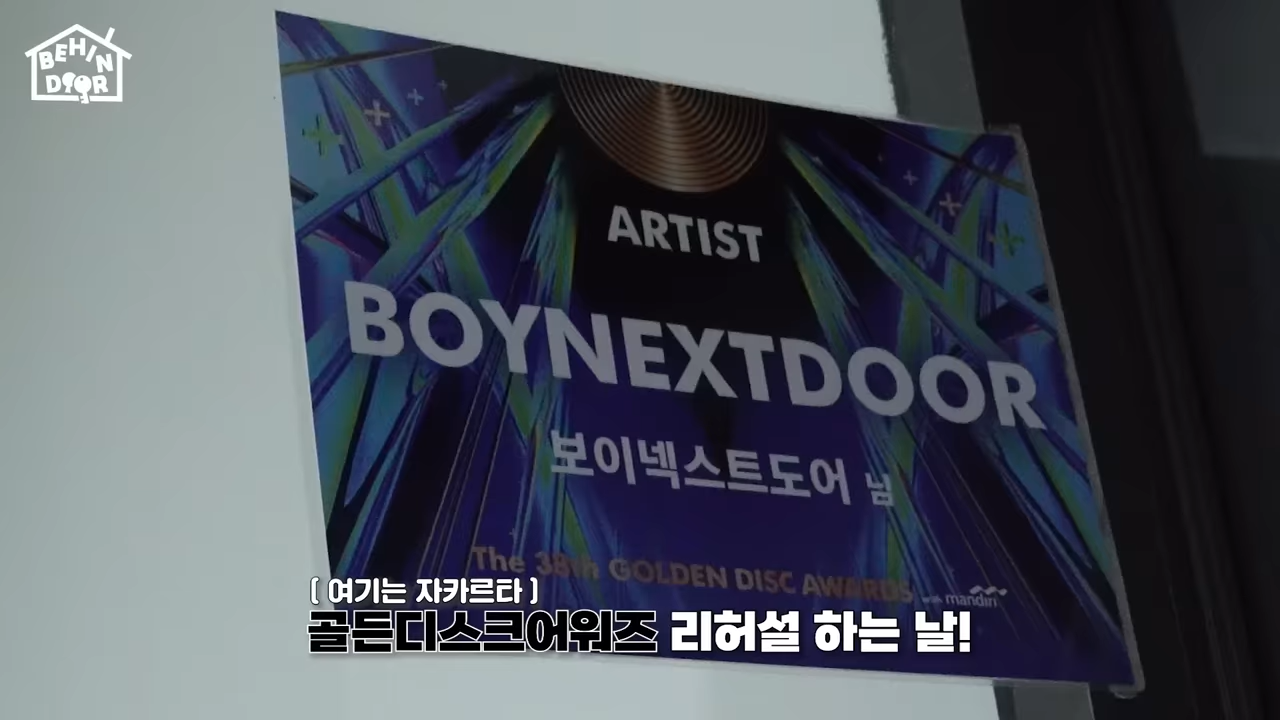 BEHIN
DOOR
ARTIST
BOYNEXTDOOR
보이넥스트도어 님
The 38th GOLDEN DISC AWARDS with mandiri
( 여기는 자카르타 )
골든디스크어워즈 리허설 하는 날!